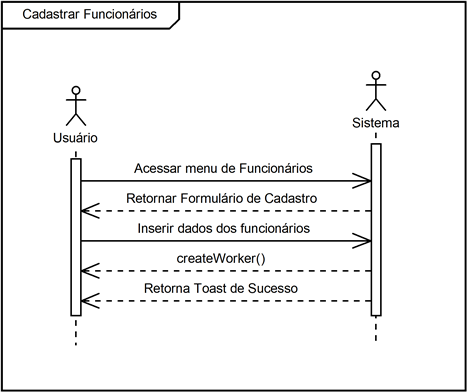 Cadastrar Funcionários
Usuário
Sistema
Acessar menu de Funcionários
Retornar Formulário de Cadastro
Inserir dados dos funcionários
createWorker()
Retorna Toast de Sucesso